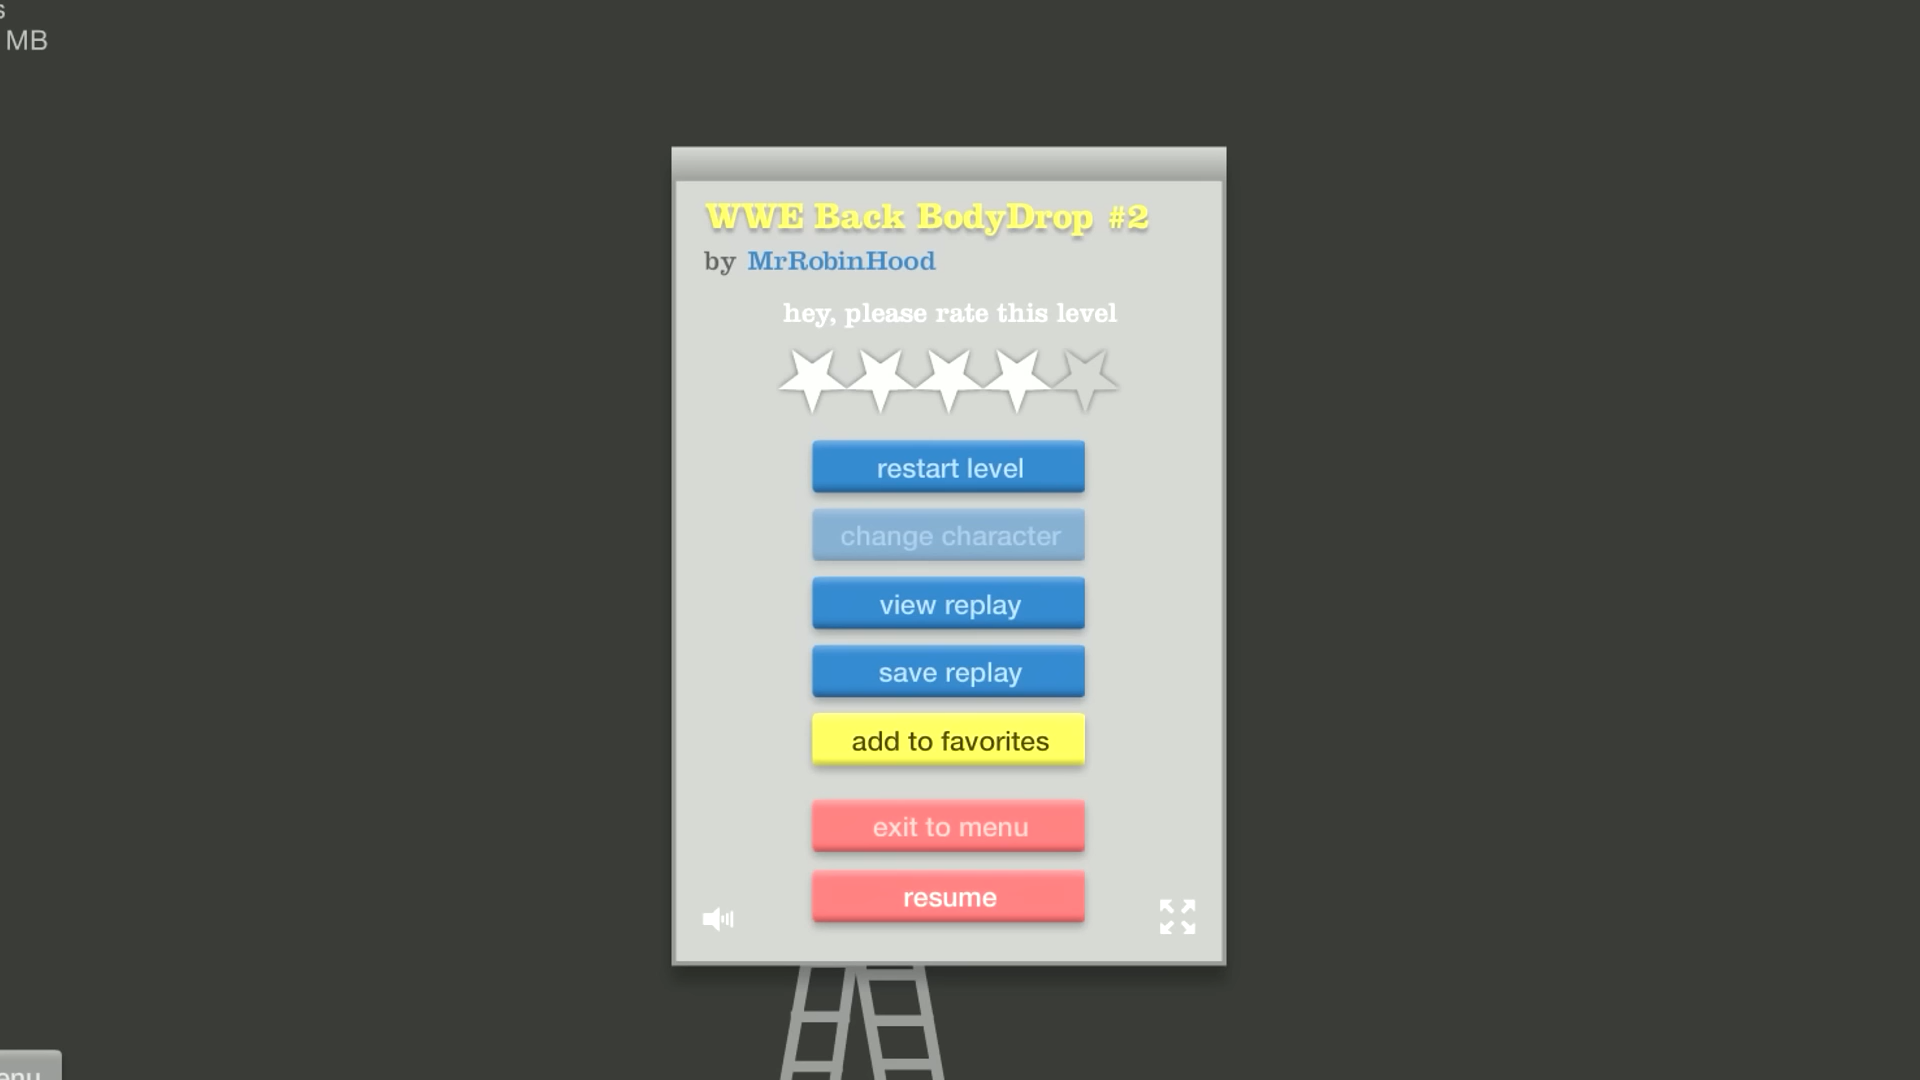 MB
WWE Back BodyDrop #2
by MrRobinHood
hey, please rate this level
restart level
change character
view replay
save replay
add to favorites
exit to menu
resume